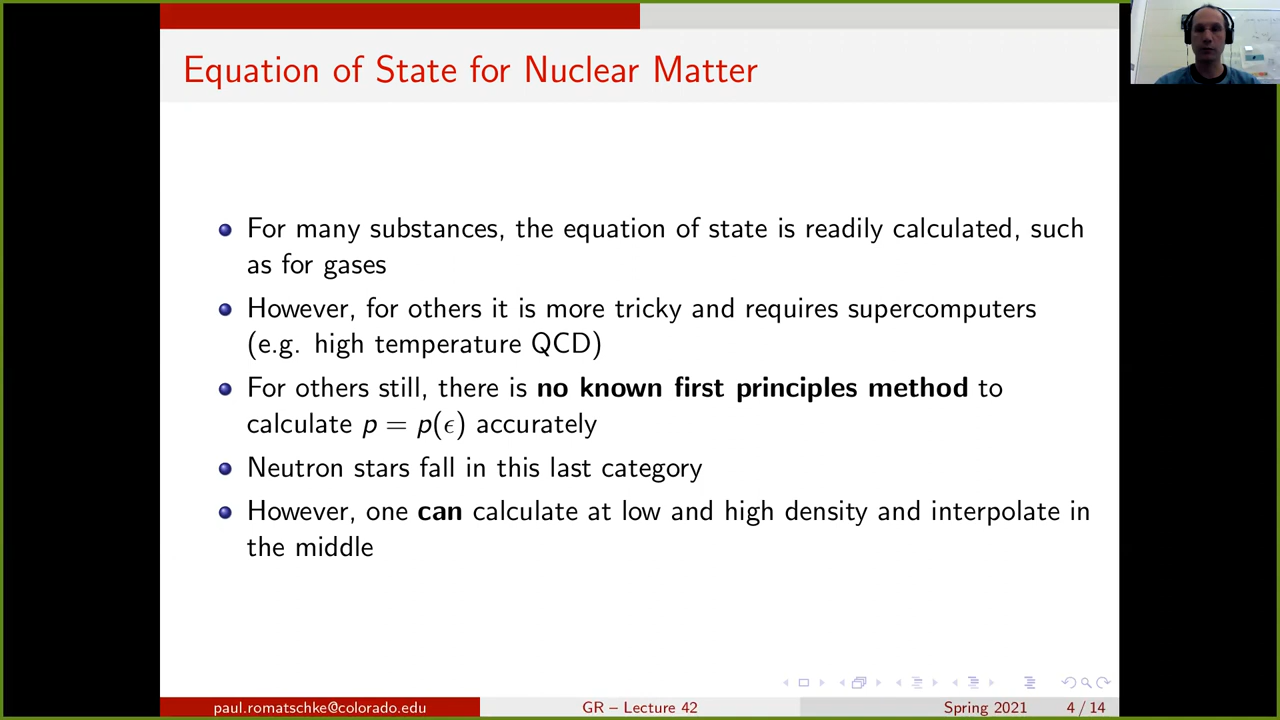 Equation of State for Nuclear Matter
For many substances, the equation of state is readily calculated, such
as for gases
However, for others it is more tricky and requires supercomputers
(e.g. high temperature QCD)
For others still, there is no known first principles method to
calculate p = p(ϵ) accurately
Neutron stars fall in this last category
However, one can calculate at low and high density and interpolate in
the middle
paul.romatschke@colorado.edu GR – Lecture 42 Spring 2021 4 / 14